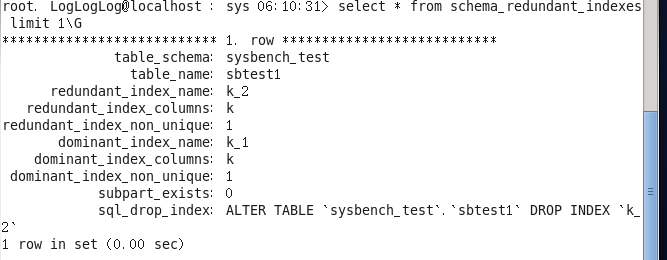 root. LogLogLog@localhost : sys 06:10:31> select * from schema_redundant_indexes
limit 1\G
*************************** 1. row ***************************
table_schema: sysbench_test
table_name: sbtest1
redundant_index_name: k_2
redundant_index_columns: k
redundant_index_non_unique: 1
dominant_index_name: k_1
dominant_index_columns: k
dominant_index_non_unique: 1
subpart_exists: 0
sql_drop_index: ALTER TABLE `sysbench_test`.`sbtest1` DROP INDEX `k_
2`
1 row in set (0.00 sec)